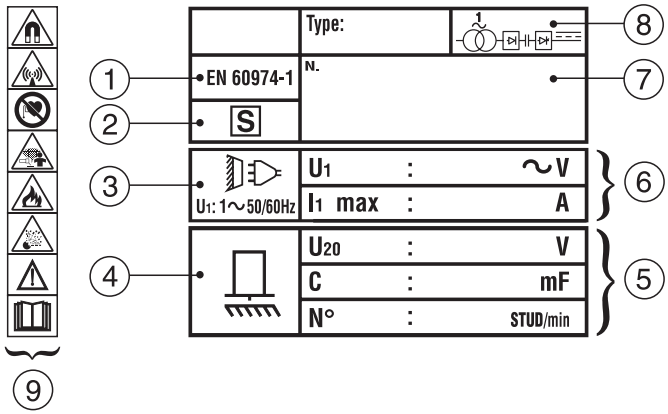 Type:
1
~
8
1
EN 60974-1
N.
7
2
S
3
U1: 1~50/60Hz
U1 : ~V
I1 max : A
6
4
U20 : V
C : mF
N° : STUD/min
5
9